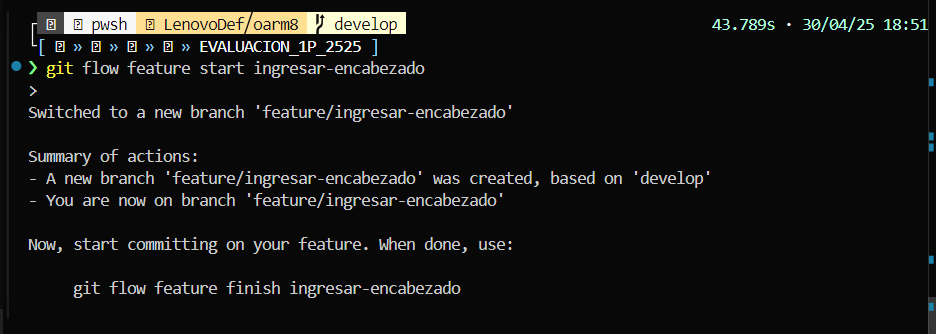 pwsh LenovoDef/oarm8 develop 43.789s · 30/04/25 18:51
[ » » » » EVALUACION_1P_2525 ]
❯ git flow feature start ingresar-encabezado
>
Switched to a new branch 'feature/ingresar-encabezado'
Summary of actions:
- A new branch 'feature/ingresar-encabezado' was created, based on 'develop'
- You are now on branch 'feature/ingresar-encabezado'
Now, start committing on your feature. When done, use:
git flow feature finish ingresar-encabezado